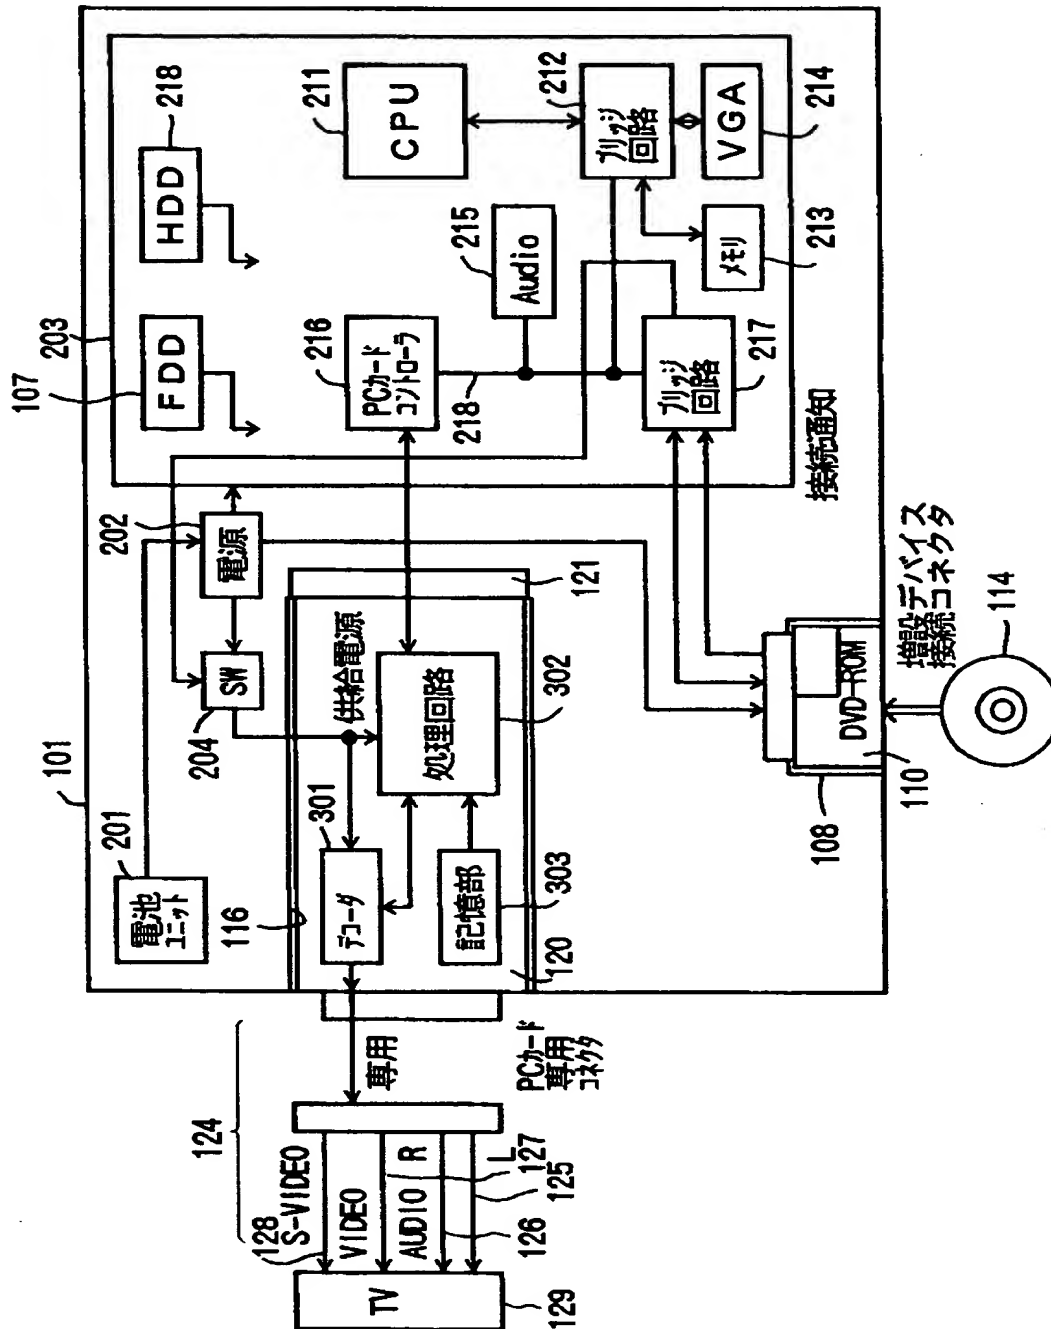 129
TV
128
S-VIDEO
VIDEO
AUDIO
R
L
126
127
125
124
専用
PCカード
専用
コネクタ
101
201
電池
ユニット
116
301
デコーダ
記憶部
303
120
204
SW
202
電源
供給電源
処理回路
302
121
108
110
DVD-ROM
増設デバイス
接続コネクタ
114
接続通知
203
107
FDD
HDD
218
216
PCカード
コントローラ
218
215
Audio
ブリッジ
回路
217
211
CPU
212
ブリッジ
回路
メモリ
213
VGA
214